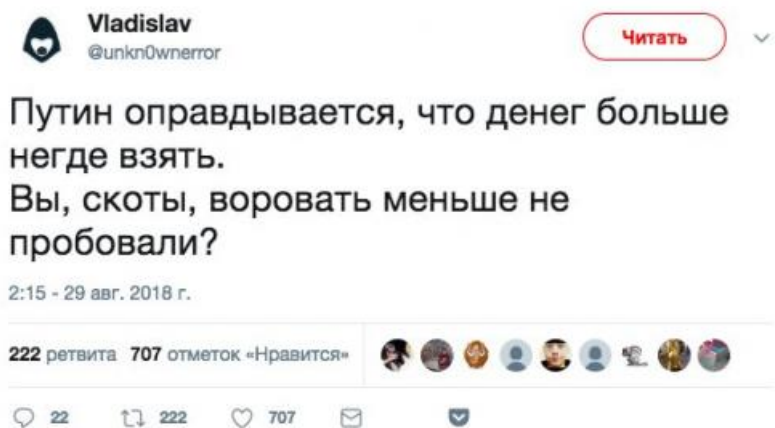 Vladislav
@unkn0wnerror
Читать
Путин оправдывается, что денег больше
негде взять.
Вы, скоты, воровать меньше не
пробовали?
2:15 - 29 авг. 2018 г.
222 ретвита 707 отметок «Нравится»
22 222 707